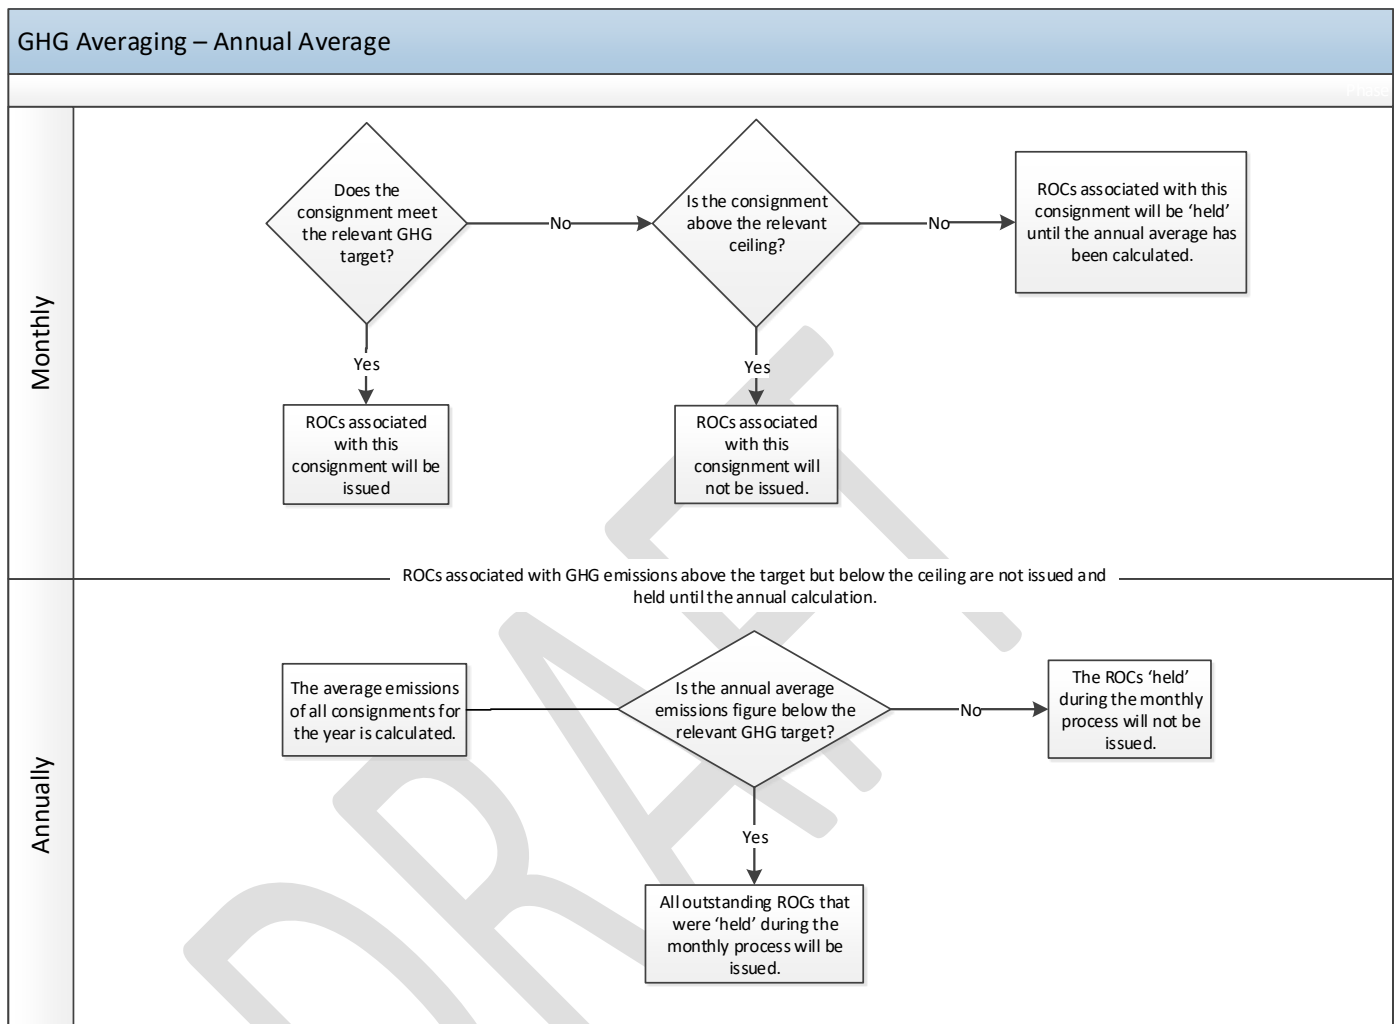 GHG Averaging – Annual Average
Phase
Monthly
Does the
consignment meet
the relevant GHG
target?
No
Is the consignment
above the relevant
ceiling?
No
ROCs associated with this
consignment will be ‘held’
until the annual average has
been calculated.
Yes
ROCs associated
with this
consignment will be
issued
Yes
ROCs associated
with this
consignment will
not be issued.
ROCs associated with GHG emissions above the target but below the ceiling are not issued and
held until the annual calculation.
Annually
The average emissions
of all consignments for
the year is calculated.
Is the annual average
emissions figure below the
relevant GHG target?
No
The ROCs ‘held’
during the monthly
process will not be
issued.
Yes
All outstanding ROCs that
were ‘held’ during the
monthly process will be
issued.
DRAFT